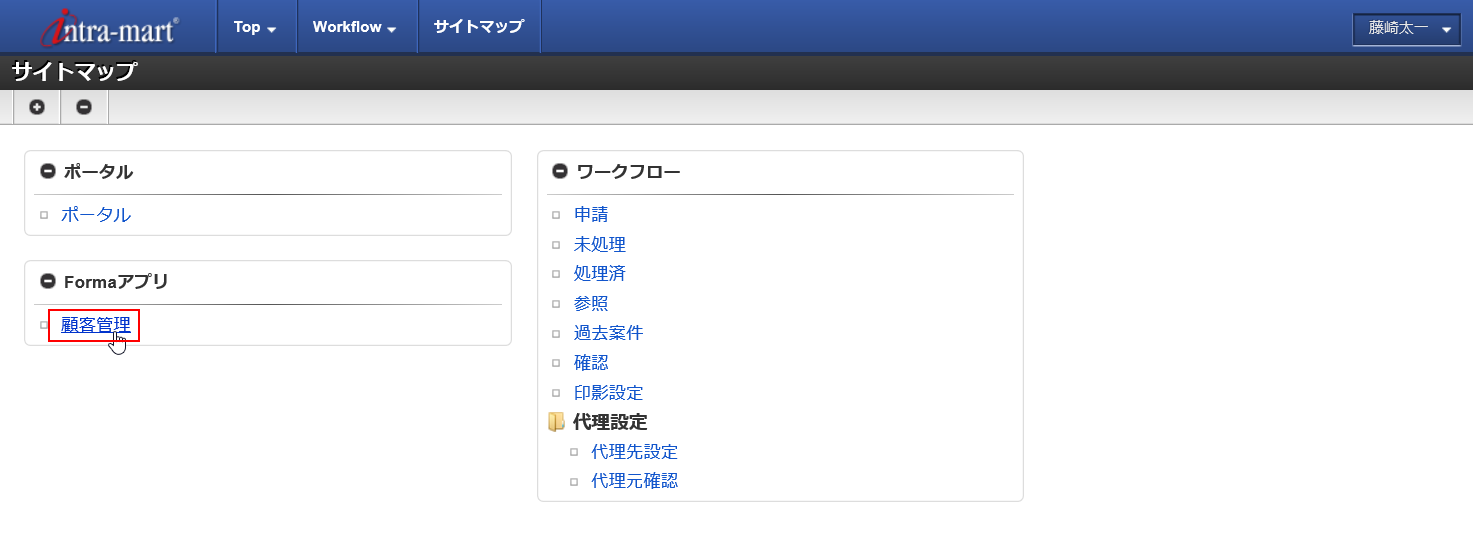 intra-mart® Top Workflow サイトマップ 藤崎太一
サイトマップ
ポータル
ポータル
Formaアプリ
顧客管理
ワークフロー
申請
未処理
処理済
参照
過去案件
確認
印影設定
代理設定
代理先設定
代理元確認